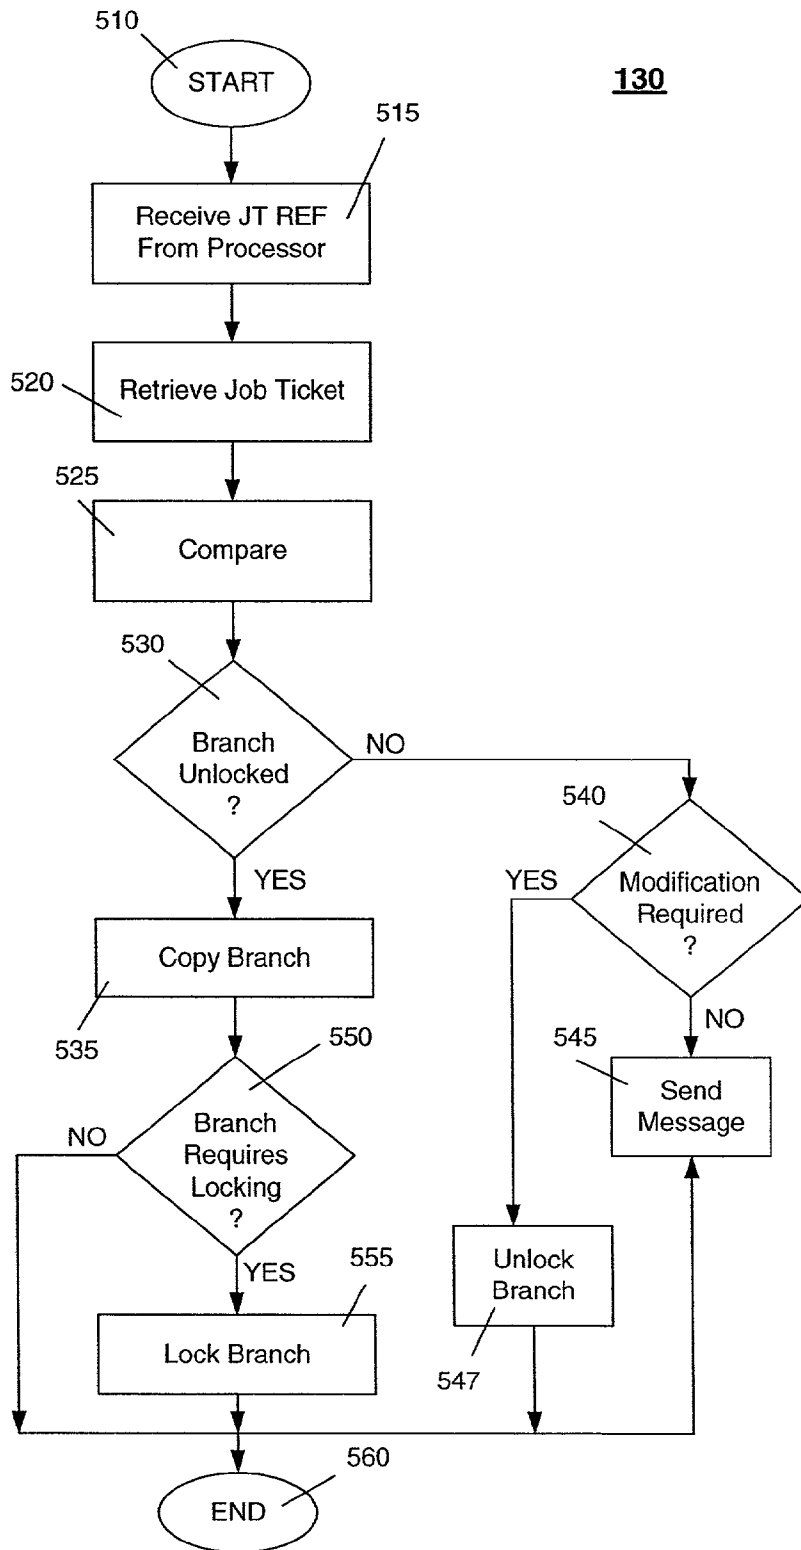 510
START
130
515
Receive JT REF
From Processor
520
Retrieve Job Ticket
525
Compare
530
Branch
Unlocked
?
NO
540
YES
YES
Modification
Required
?
Copy Branch
535
NO
550
545
Send
Message
NO
Branch
Requires
Locking
?
YES
555
Unlock
Branch
Lock Branch
547
560
END